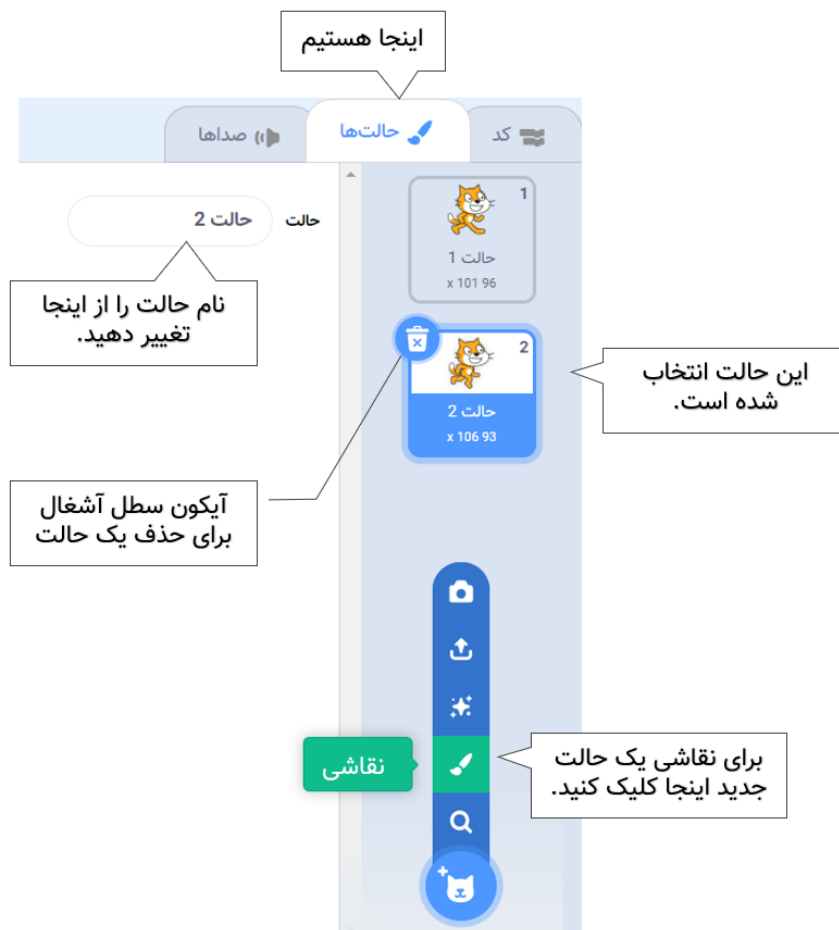 اینجا هستیم
کد
حالت‌ها
صداها
1
حالت 1
101 x 96
حالت
حالت 2
نام حالت را از اینجا
تغییر دهید.
2
حالت 2
106 x 93
این حالت انتخاب
شده است.
آیکون سطل آشغال
برای حذف یک حالت
نقاشی
برای نقاشی یک حالت
جدید اینجا کلیک کنید.